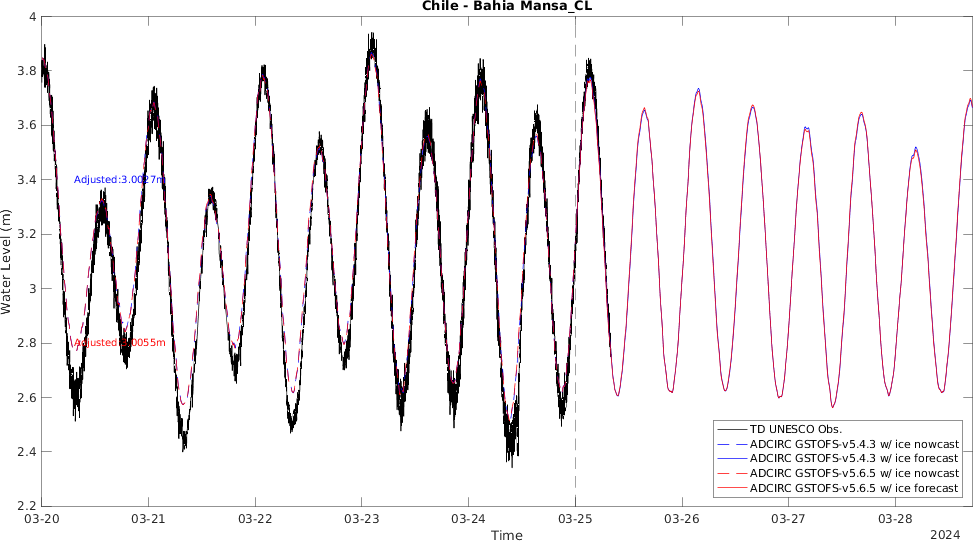 Chile - Bahia Mansa_CL
4
3.8
3.6
3.4
3.2
3
2.8
2.6
2.4
2.2
Water Level (m)
Adjusted:3.0027m
Adjusted:3.0055m
TD UNESCO Obs.
ADCIRC GSTOFS-v5.4.3 w/ ice nowcast
ADCIRC GSTOFS-v5.4.3 w/ ice forecast
ADCIRC GSTOFS-v5.6.5 w/ ice nowcast
ADCIRC GSTOFS-v5.6.5 w/ ice forecast
03-20 03-21 03-22 03-23 03-24 03-25 03-26 03-27 03-28
Time
2024